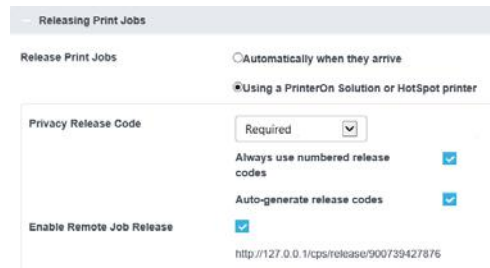 Releasing Print Jobs
Release Print Jobs
Automatically when they arrive
Using a PrinterOn Solution or HotSpot printer
Privacy Release Code
Required
Always use numbered release
codes
Auto-generate release codes
Enable Remote Job Release
http://127.0.0.1/cps/release/900739427876